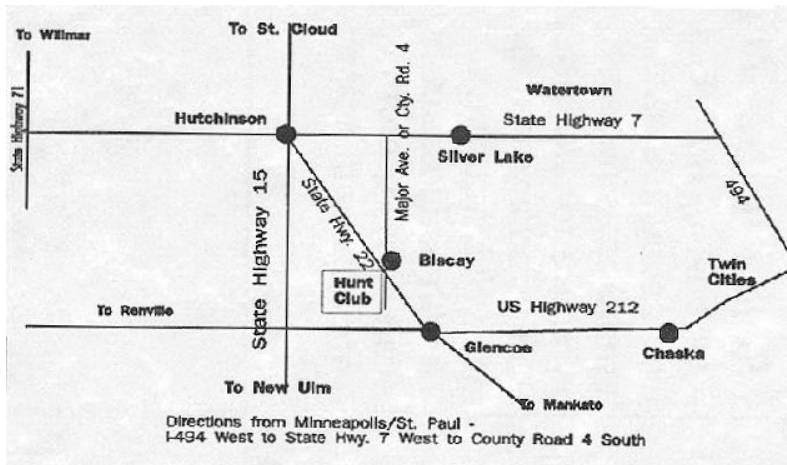 To St. Cloud
To Willmar
State Highway 71
Major Ave. or Cty. Rd. 4
Watertown
State Highway 7
Hutchinson
Silver Lake
494
State Highway 15
State Hwy. 22
Biscay
Twin
Cities
Hunt
Club
US Highway 212
To Renville
Glencoe
Chaska
To New Ulm
To Mankato
Directions from Minneapolis/St. Paul -
I-494 West to State Hwy. 7 West to County Road 4 South